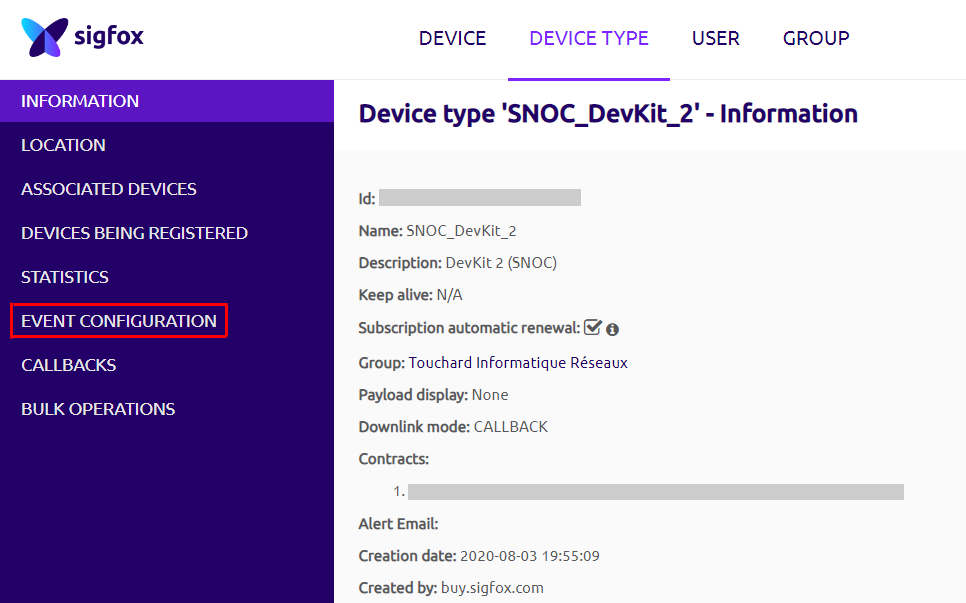 sigfox
DEVICE DEVICE TYPE USER GROUP
INFORMATION
LOCATION
ASSOCIATED DEVICES
DEVICES BEING REGISTERED
STATISTICS
EVENT CONFIGURATION
CALLBACKS
BULK OPERATIONS
Device type 'SNOC_DevKit_2' - Information
Id:
Name: SNOC_DevKit_2
Description: DevKit 2 (SNOC)
Keep alive: N/A
Subscription automatic renewal:
Group: Touchard Informatique Réseaux
Payload display: None
Downlink mode: CALLBACK
Contracts:
1.
Alert Email:
Creation date: 2020-08-03 19:55:09
Created by: buy.sigfox.com